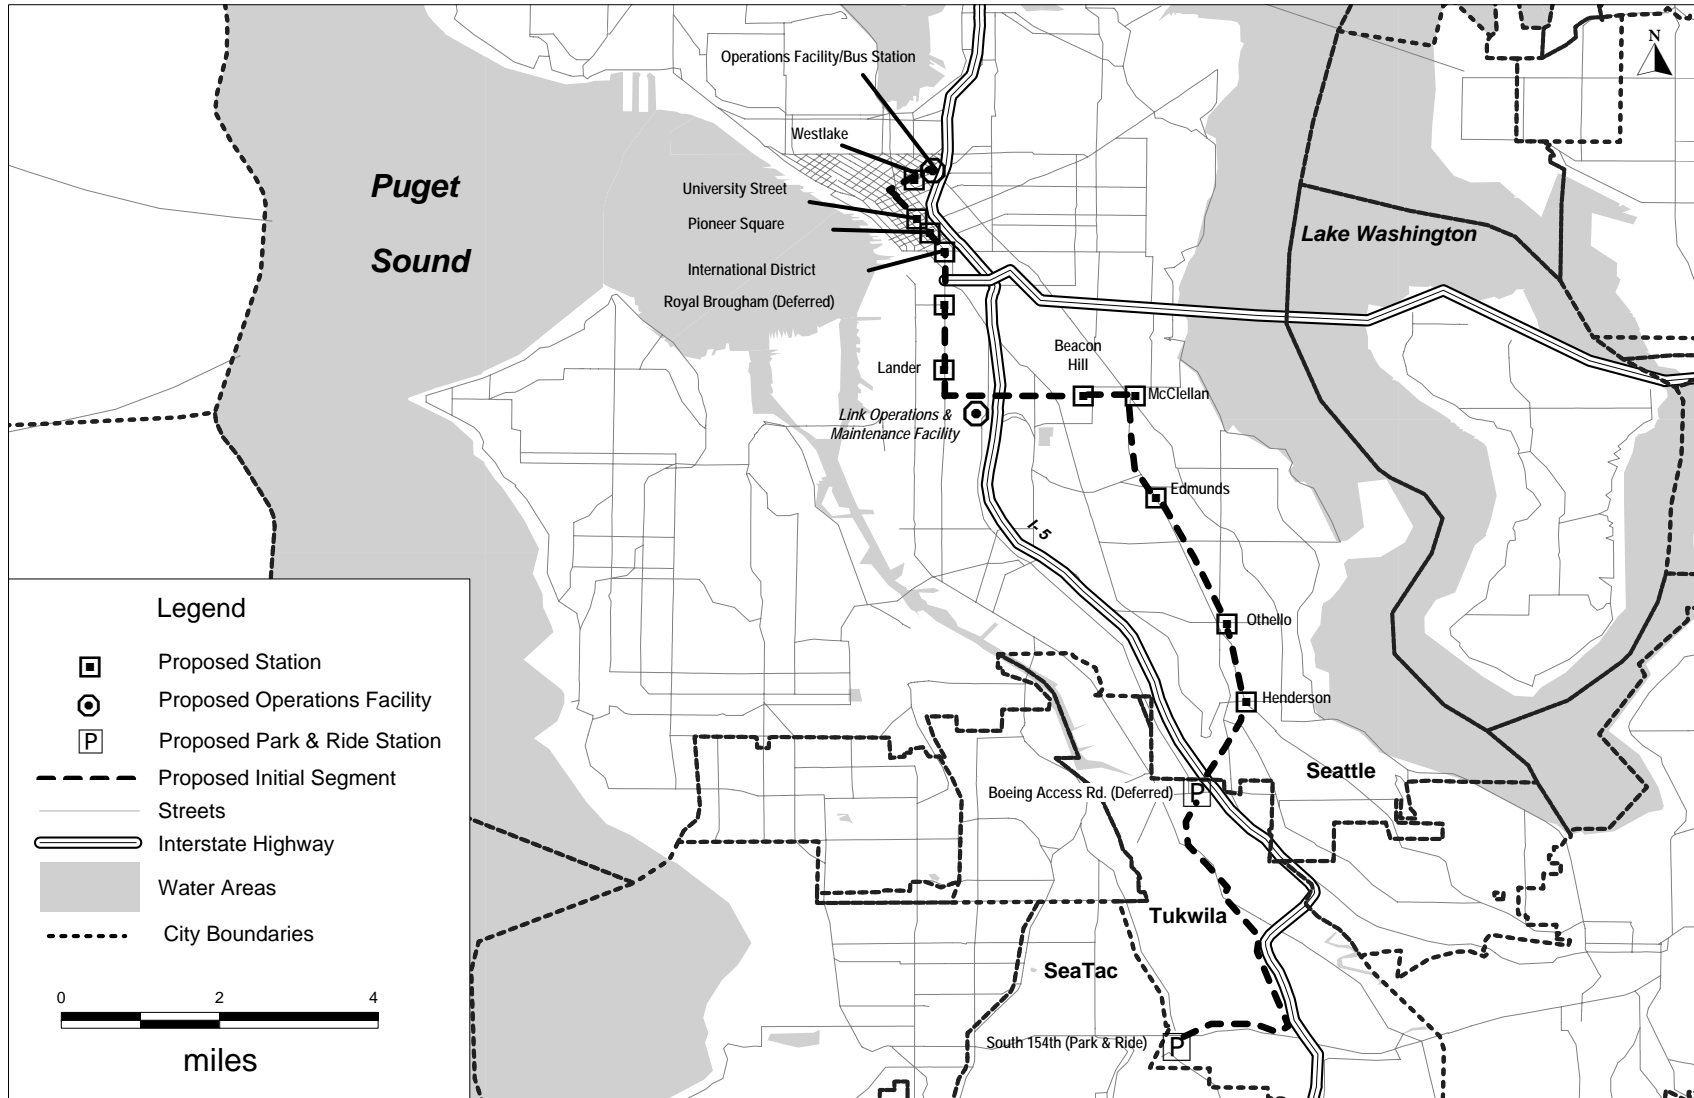 N
Operations Facility/Bus Station
Westlake
University Street
Pioneer Square
International District
Royal Brougham (Deferred)
Puget
Sound
Lake Washington
Beacon
Hill
Lander
McClellan
Link Operations &
Maintenance Facility
Edmunds
I-5
Othello
Henderson
Seattle
Boeing Access Rd. (Deferred)
P
Tukwila
SeaTac
South 154th (Park & Ride)
P
Legend
Proposed Station
Proposed Operations Facility
P
Proposed Park & Ride Station
Proposed Initial Segment
Streets
Interstate Highway
Water Areas
City Boundaries
0 2 4
miles